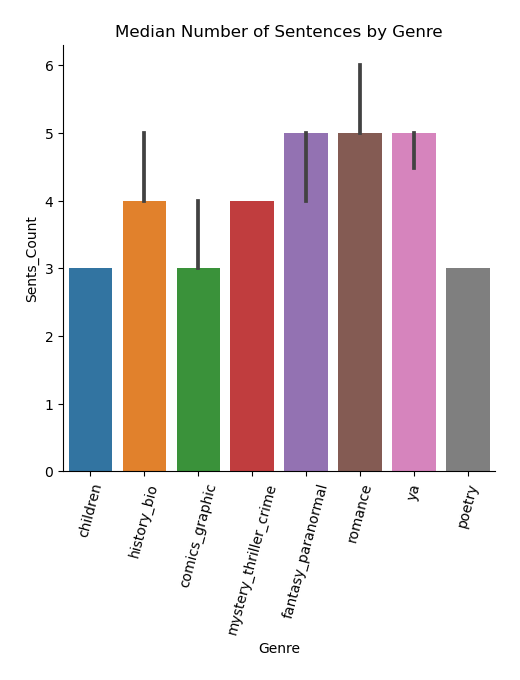 Median Number of Sentences by Genre
6
5
4
3
2
1
0
Sents_Count
children
history_bio
comics_graphic
mystery_thriller_crime
fantasy_paranormal
romance
ya
poetry
Genre